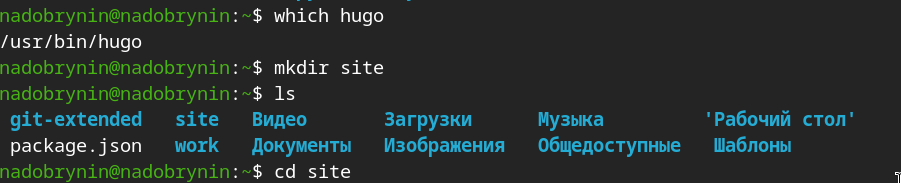 nadobrynin@nadobrynin:~$ which hugo
/usr/bin/hugo
nadobrynin@nadobrynin:~$ mkdir site
nadobrynin@nadobrynin:~$ ls
git-extended site Видео Загрузки Музыка 'Рабочий стол'
package.json work Документы Изображения Общедоступные Шаблоны
nadobrynin@nadobrynin:~$ cd site